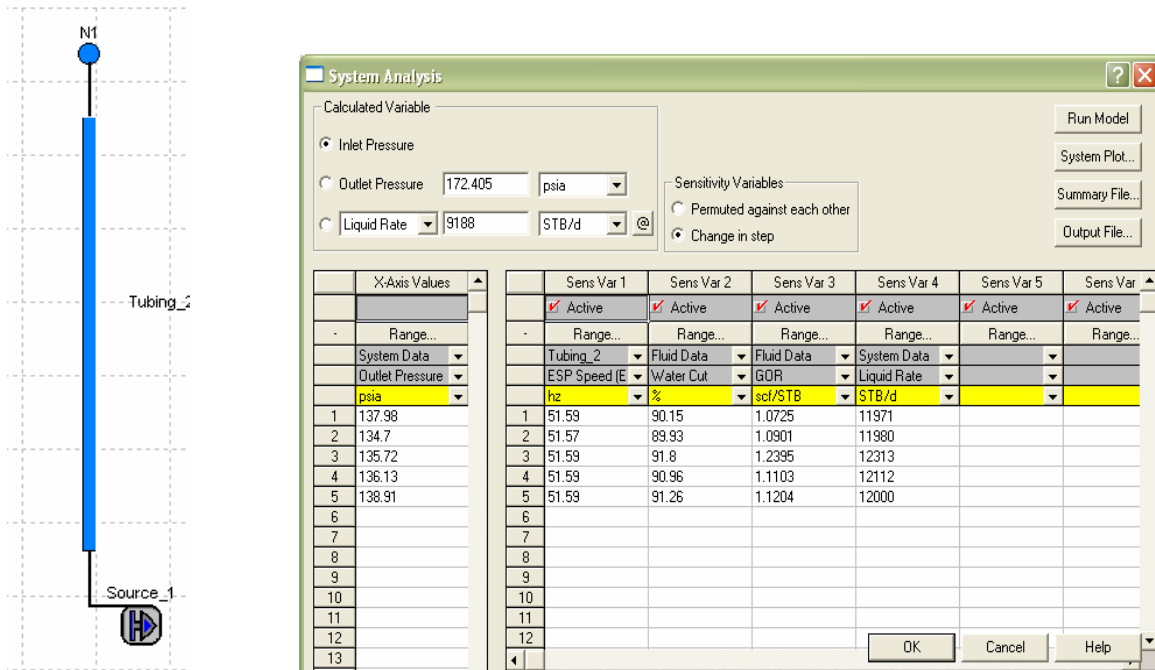 N1
Tubing_2
Source_1
System Analysis
Calculated Variable
Inlet Pressure
Outlet Pressure 172.405 psia
Liquid Rate 9188 STB/d @
Sensitivity Variables
Permuted against each other
Change in step
Run Model
System Plot...
Summary File...
Output File...
X-Axis Values Sens Var 1 Sens Var 2 Sens Var 3 Sens Var 4 Sens Var 5 Sens Var
Active Active Active Active Active Active
- Range... - Range... Range... Range... Range... Range... Range...
System Data Tubing_2 Fluid Data Fluid Data System Data
Outlet Pressure ESP Speed (E Water Cut GOR Liquid Rate
psia hz % scf/STB STB/d
1 137.98 1 51.59 90.15 1.0725 11971
2 134.7 2 51.57 89.93 1.0901 11980
3 135.72 3 51.59 91.8 1.2395 12313
4 136.13 4 51.59 90.96 1.1103 12112
5 138.91 5 51.59 91.26 1.1204 12000
6 6
7 7
8 8
9 9
10 10
11 11
12 12
13
OK Cancel Help